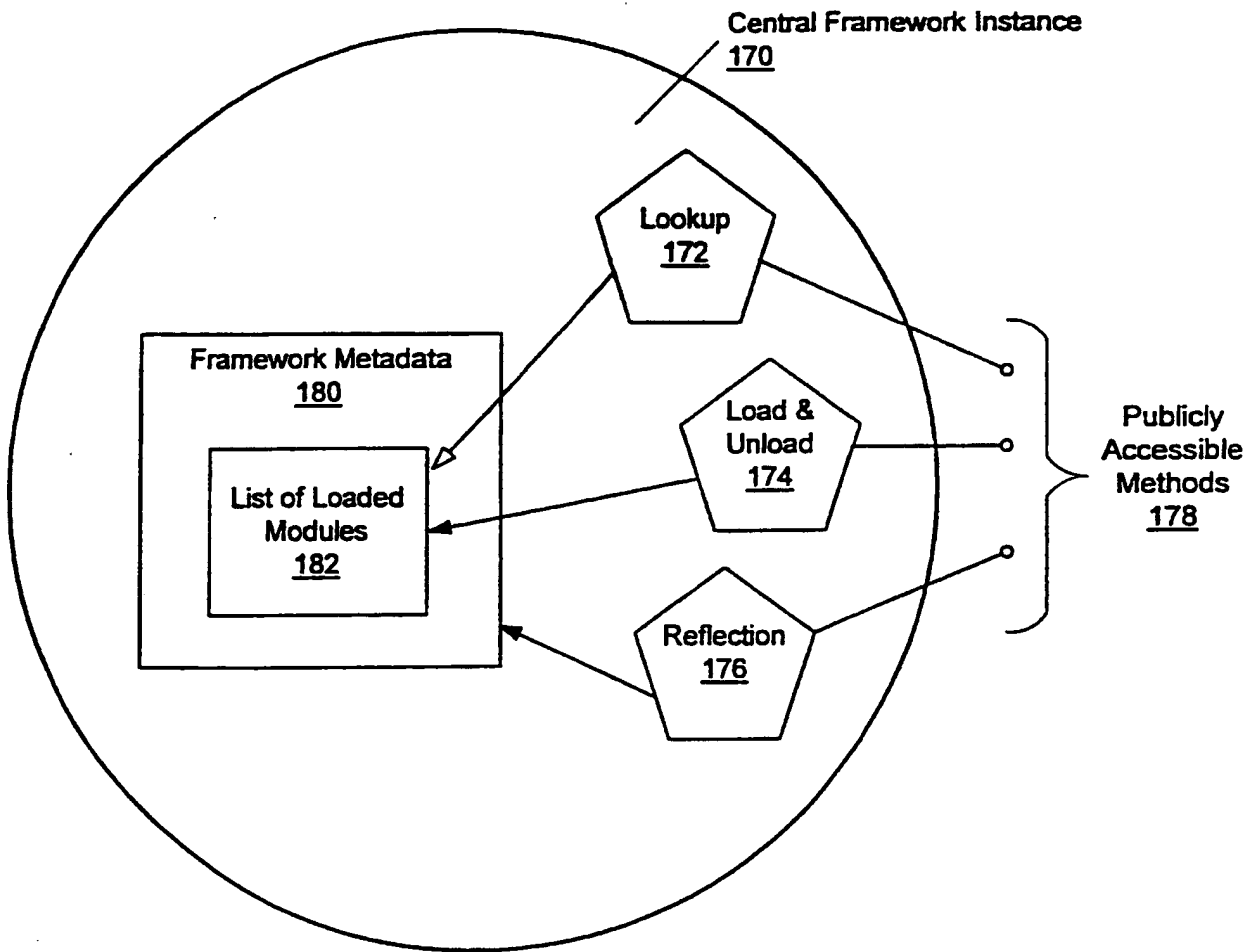 Central Framework Instance
170
Lookup
172
Framework Metadata
180
List of Loaded
Modules
182
Load &
Unload
174
Reflection
176
Publicly
Accessible
Methods
178